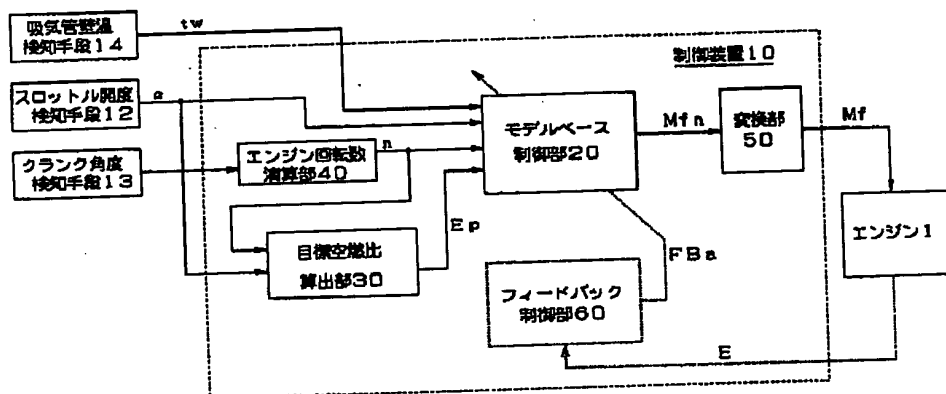 吸気管壁温
検知手段14
tw
制御装置10
スロットル開度
検知手段12
α
モデルベース
制御部20
Mfn
変換部
50
Mf
クランク角度
検知手段13
エンジン回転数
演算部40
n
目標空燃比
算出部30
Ep
エンジン1
FBa
フィードバック
制御部60
E